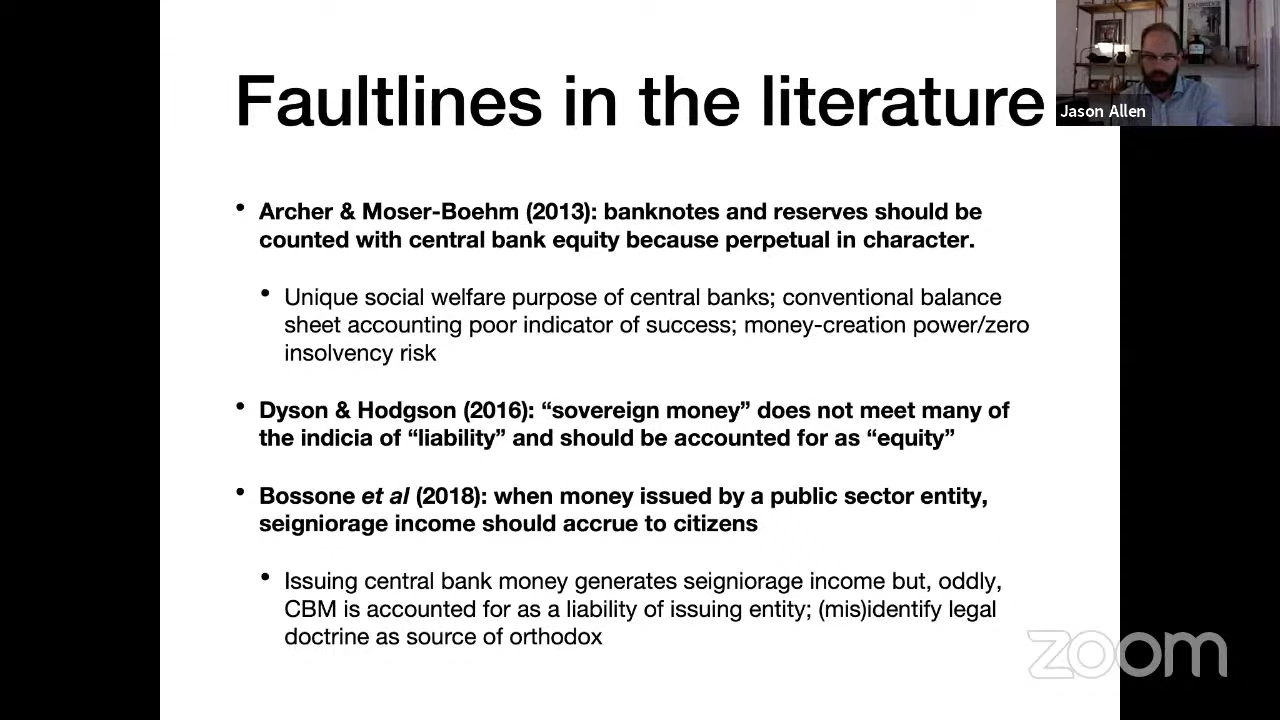 Faultlines in the literature
Jason Allen
• Archer & Moser-Boehm (2013): banknotes and reserves should be
counted with central bank equity because perpetual in character.
• Unique social welfare purpose of central banks; conventional balance
sheet accounting poor indicator of success; money-creation power/zero
insolvency risk
• Dyson & Hodgson (2016): “sovereign money” does not meet many of
the indicia of “liability” and should be accounted for as “equity”
• Bossone et al (2018): when money issued by a public sector entity,
seigniorage income should accrue to citizens
• Issuing central bank money generates seigniorage income but, oddly,
CBM is accounted for as a liability of issuing entity; (mis)identify legal
doctrine as source of orthodox
zoom